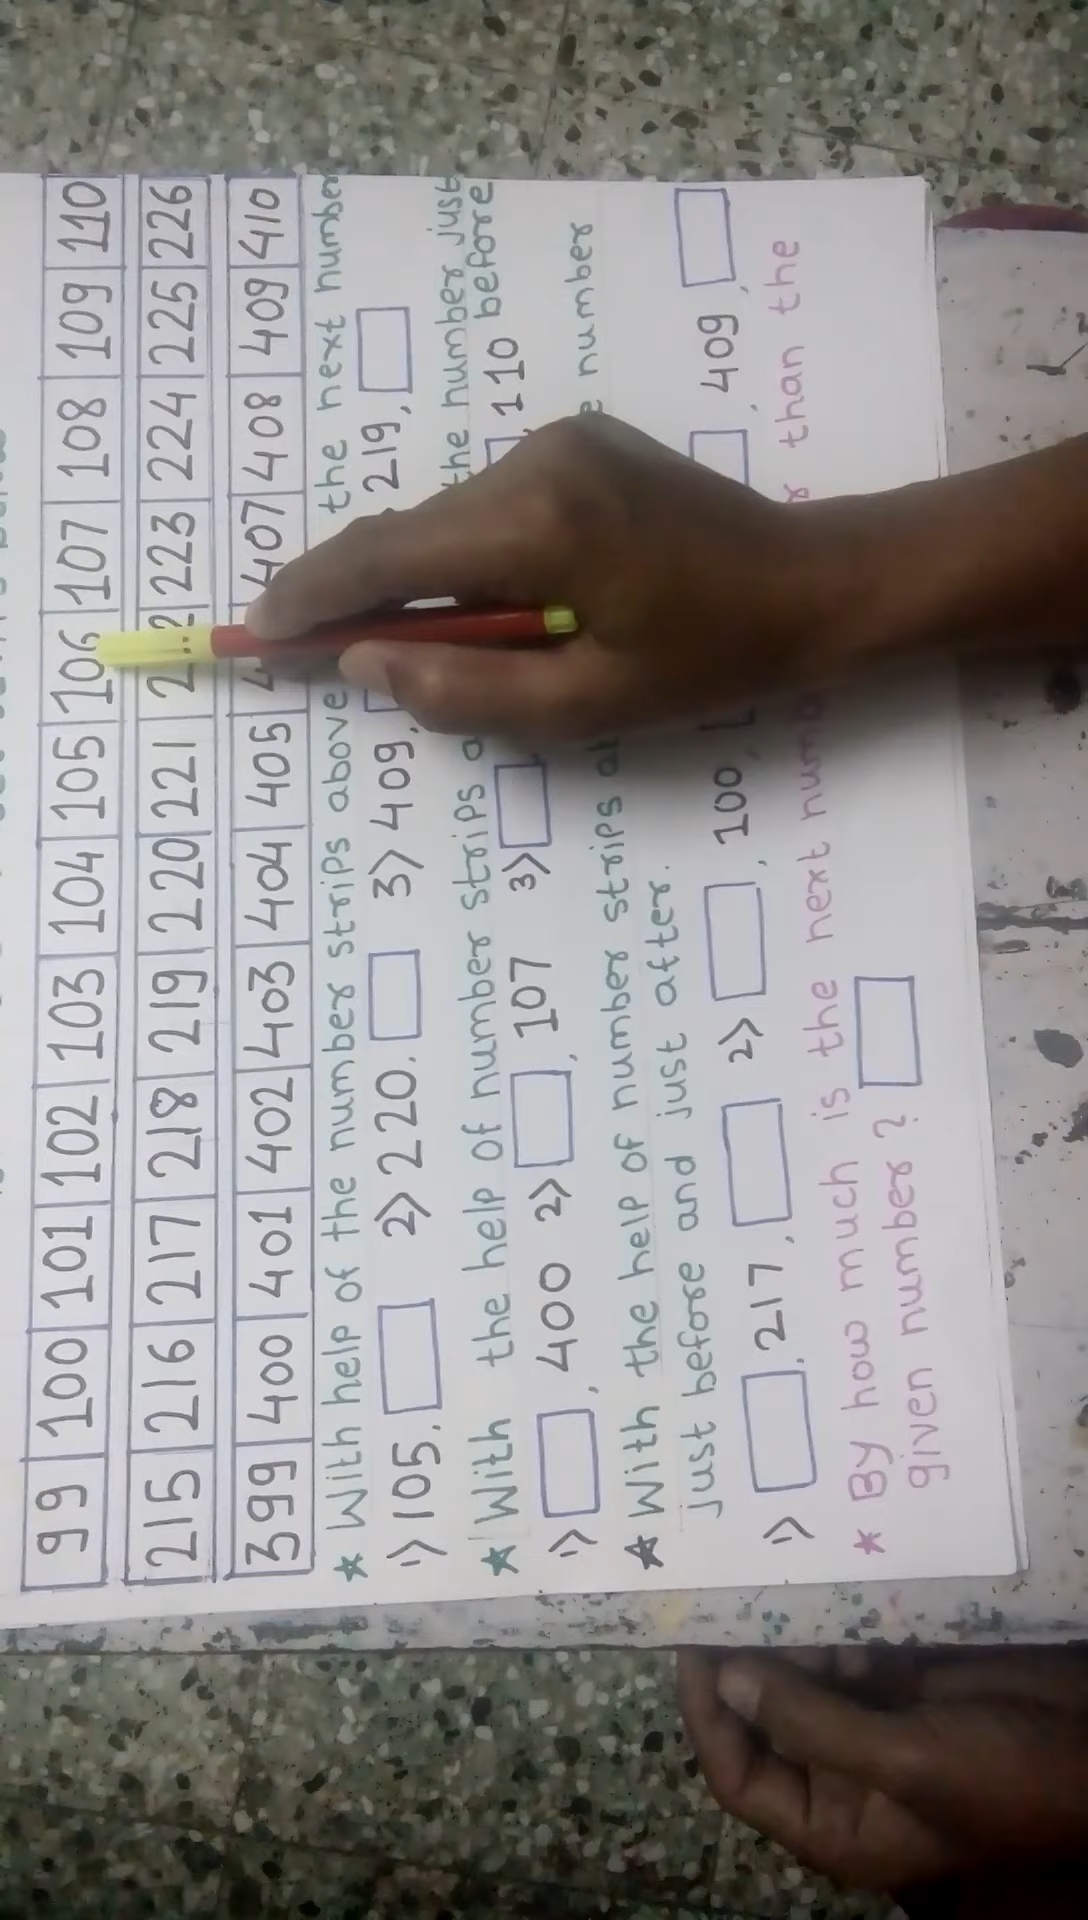 99 100 101 102 103 104 105 106 107 108 109 110
215 216 217 218 219 220 221 223 224 225 226
399 400 401 402 403 404 405 407 408 409 410
* With help of the number strips above the next number
1) 105, 2) 220, 3) 409, 219,
* With the help of number strips the number just before
1) , 400 2) , 107 3) , 110
* With the help of number strips number
just before and just after.
1) , 217, 2) , 100, , 409,
* By how much is the next than the
given number ?